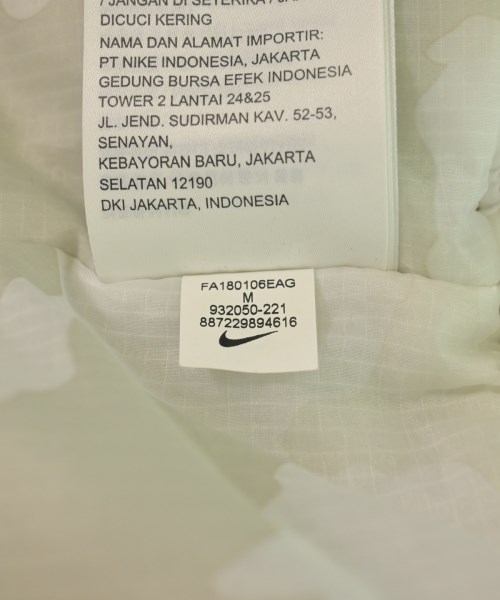 DICUCI KERING
NAMA DAN ALAMAT IMPORTIR:
PT NIKE INDONESIA, JAKARTA
GEDUNG BURSA EFEK INDONESIA
TOWER 2 LANTAI 24&25
JL. JEND. SUDIRMAN KAV. 52-53,
SENAYAN,
KEBAYORAN BARU, JAKARTA
SELATAN 12190
DKI JAKARTA, INDONESIA
FA180106EAG
M
932050-221
887229894616